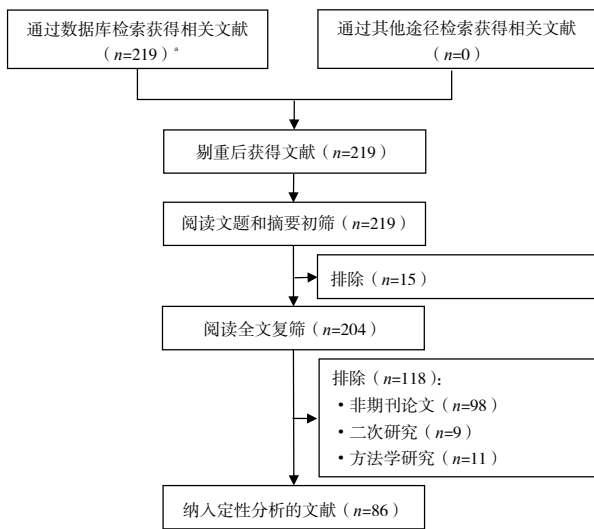 通过数据库检索获得相关文献
（n=219）a
通过其他途径检索获得相关文献
（n=0）
剔重后获得文献（n=219）
阅读文题和摘要初筛（n=219）
排除（n=15）
阅读全文复筛（n=204）
排除（n=118）：
·非期刊论文（n=98）
·二次研究（n=9）
·方法学研究（n=11）
纳入定性分析的文献（n=86）